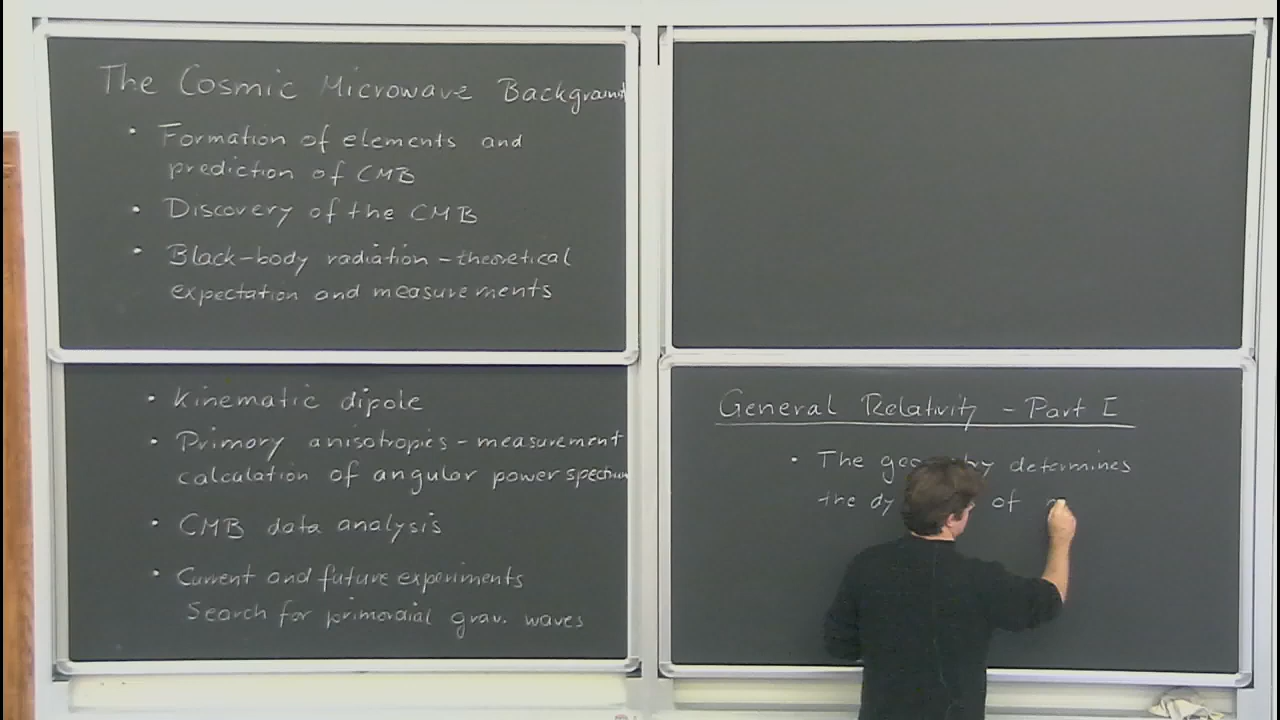 The Cosmic Microwave Background
• Formation of elements and
prediction of CMB
• Discovery of the CMB
• Black-body radiation - theoretical
expectation and measurements
• Kinematic dipole
• Primary anisotropies - measurement
calculation of angular power spectrum
• CMB data analysis
• Current and future experiments
Search for primordial grav. waves
General Relativity - Part I
• The determines
the of